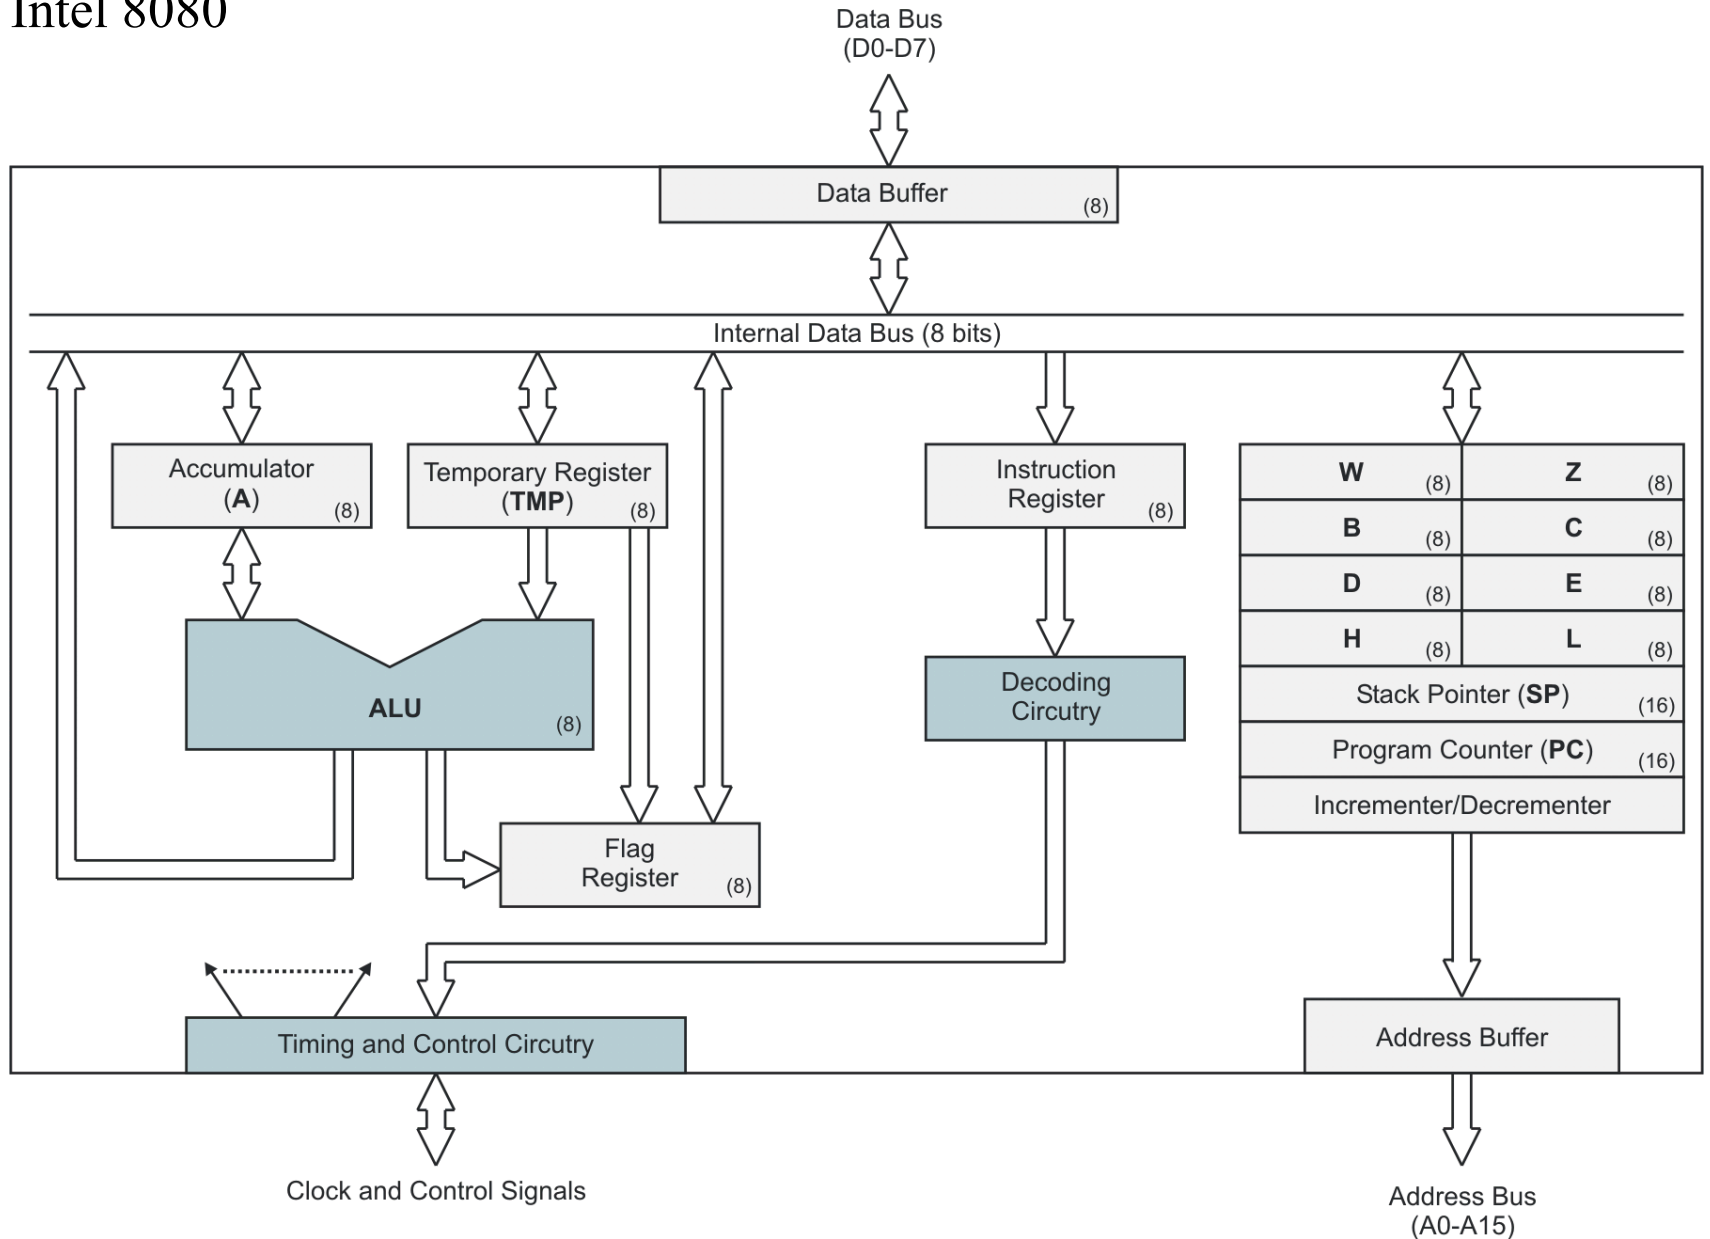 Intel 8080
Data Bus
(D0-D7)
Data Buffer
(8)
Internal Data Bus (8 bits)
Accumulator
(A)
(8)
Temporary Register
(TMP)
(8)
Instruction
Register
(8)
W
(8)
Z
(8)
B
(8)
C
(8)
D
(8)
E
(8)
H
(8)
L
(8)
Stack Pointer (SP)
(16)
Program Counter (PC)
(16)
Incrementer/Decrementer
ALU
(8)
Decoding
Circutry
Flag
Register
(8)
Timing and Control Circutry
Address Buffer
Clock and Control Signals
Address Bus
(A0-A15)